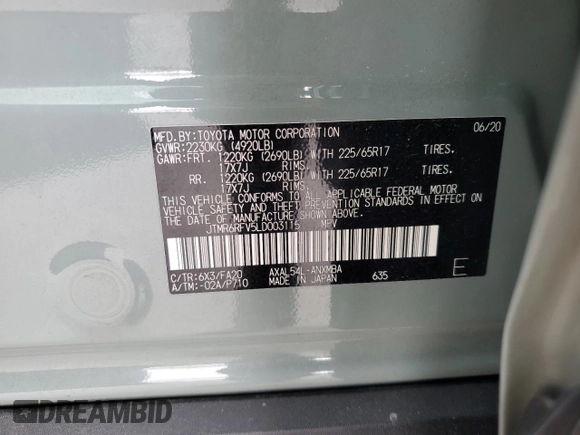 MFD.BY:TOYOTA MOTOR CORPORATION 06/20
GVWR:2230KG (4920LB)
GAWR:FRT. 1220KG (2690LB) WITH 225/65R17 TIRES.
17X7J RIMS.
RR. 1220KG (2690LB) WITH 225/65R17 TIRES.
17X7J RIMS.
THIS VEHICLE CONFORMS TO ALL APPLICABLE FEDERAL MOTOR
VEHICLE SAFETY AND THEFT PREVENTION STANDARDS IN EFFECT ON
THE DATE OF MANUFACTURE SHOWN ABOVE.
JTMR6RFV5LD003115 MPV
C/TR:6X3/FA20 AXAL54L-ANXMBA 635 E
A/TM:-02A/P710 MADE IN JAPAN
DREAMBID